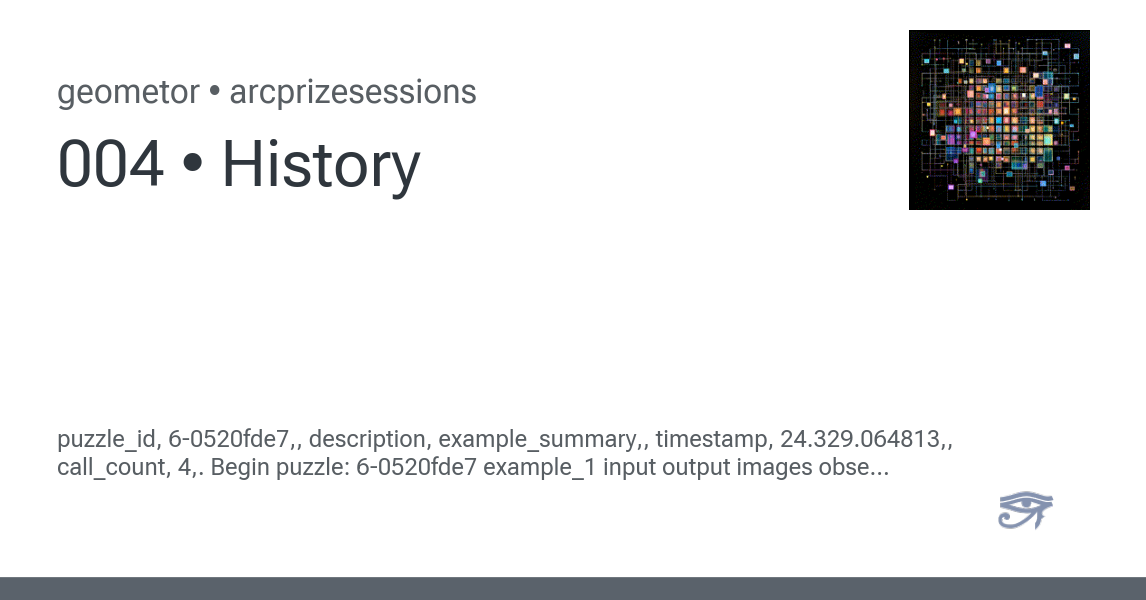 geometor • arcprizesessions
004 • History
puzzle_id, 6-0520fde7,, description, example_summary,, timestamp, 24.329.064813,,
call_count, 4,. Begin puzzle: 6-0520fde7 example_1 input output images obse...